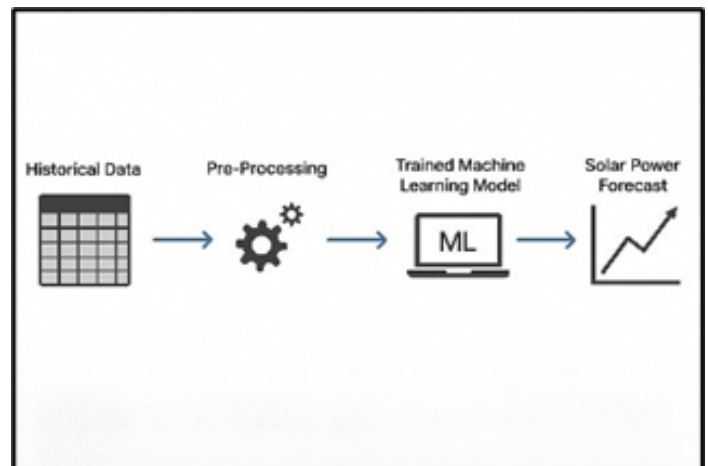 Historical Data
Pre-Processing
Trained Machine
Learning Model
Solar Power
Forecast
ML